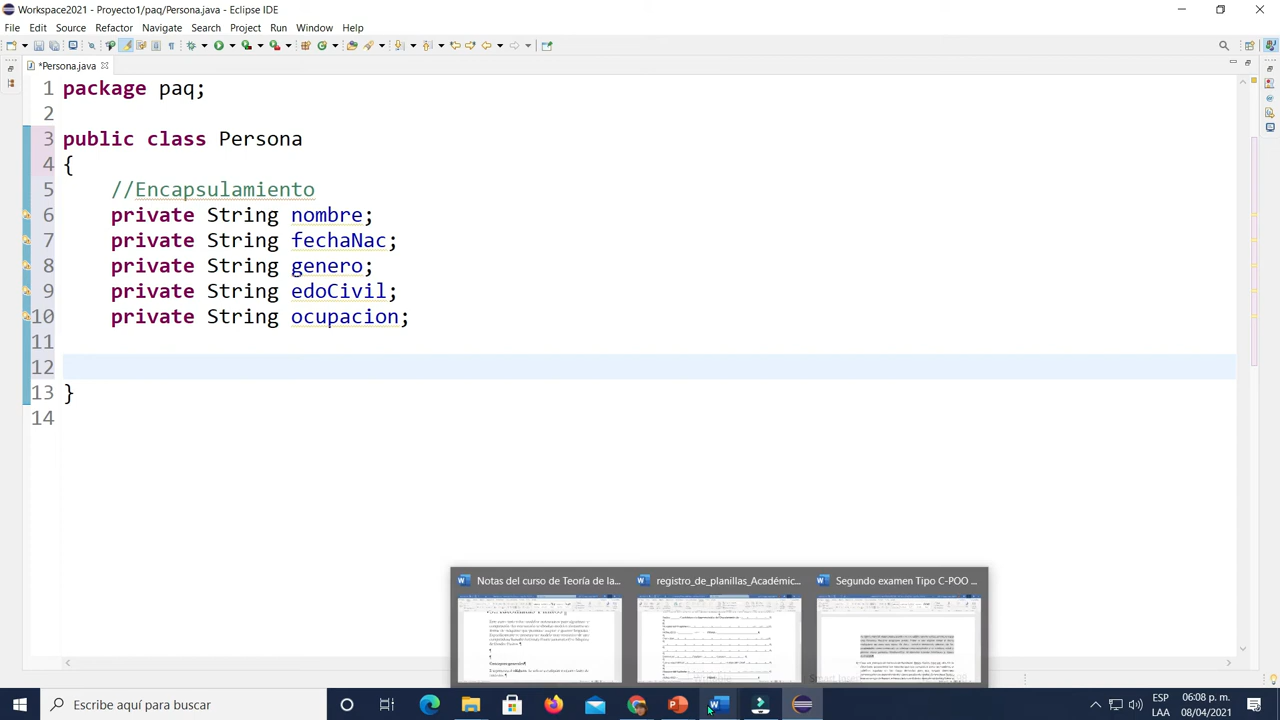 Workspace2021 - Proyecto1/paq/Persona.java - Eclipse IDE
File Edit Source Refactor Navigate Search Project Run Window Help
*Persona.java
1 package paq;
2
3 public class Persona
4 {
5 //Encapsulamiento
6 private String nombre;
7 private String fechaNac;
8 private String genero;
9 private String edoCivil;
10 private String ocupacion;
11
12
13 }
14
Notas del curso de Teoría de la...
registro_de_planillas_Académic...
Segundo examen Tipo C-POO ...
Escribe aquí para buscar
ESP
LAA
06:08 p. m.
08/04/2021